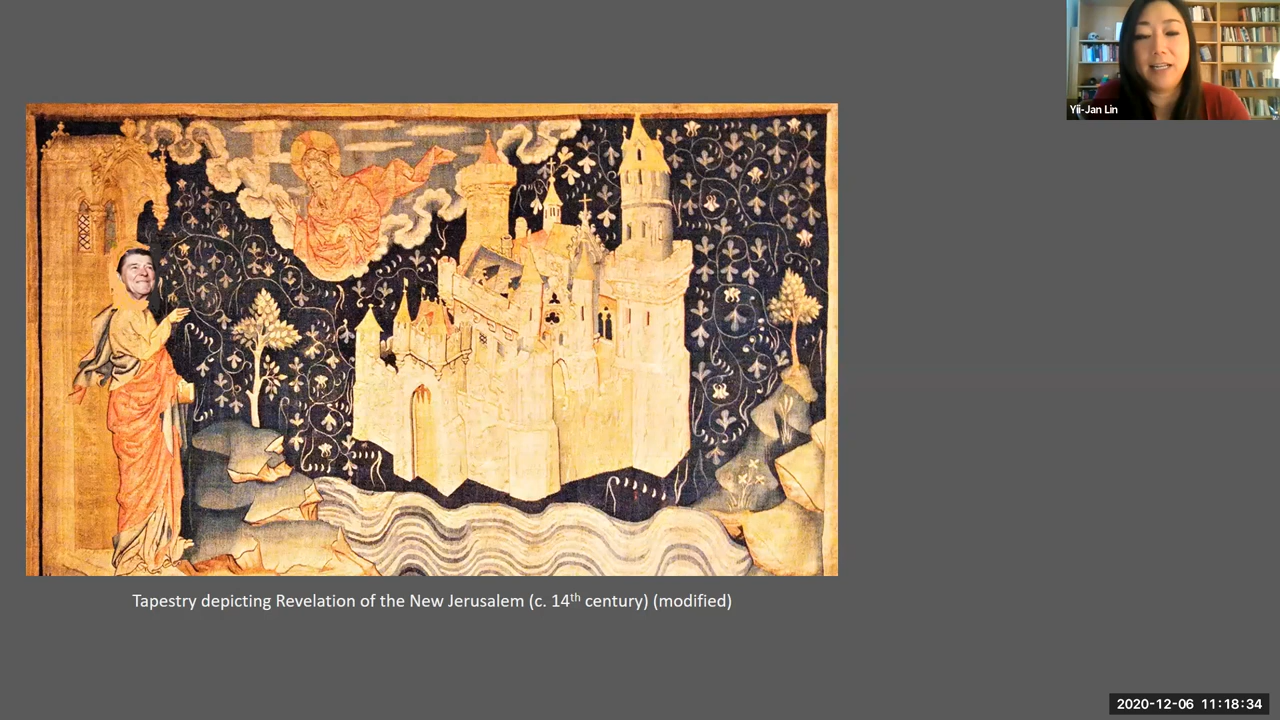 Yii-Jan Lin
Tapestry depicting Revelation of the New Jerusalem (c. 14th century) (modified)
2020-12-06 11:18:34